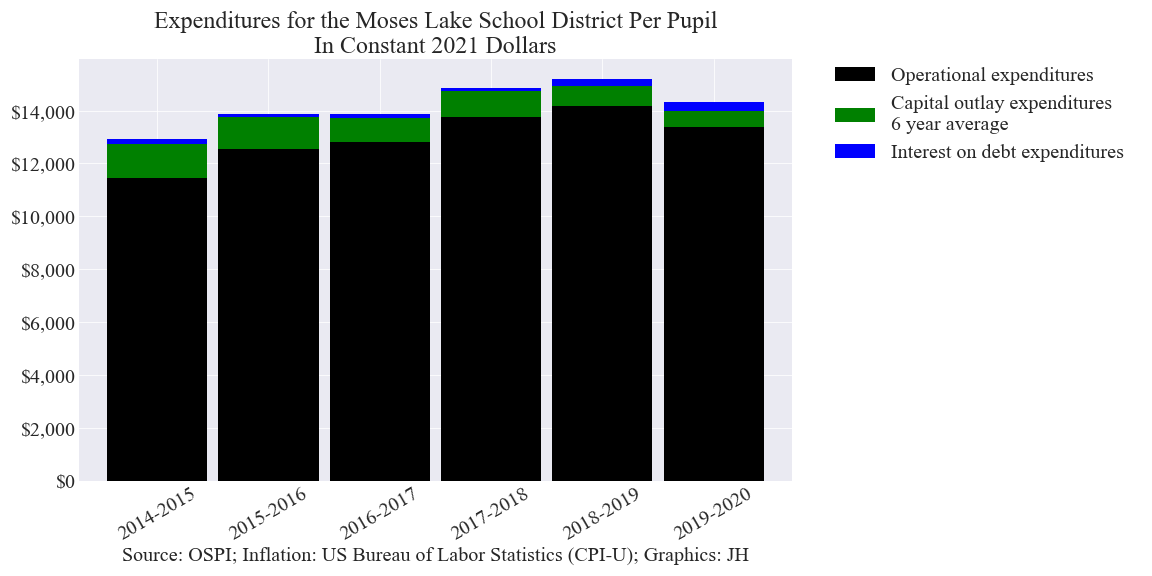 Expenditures for the Moses Lake School District Per Pupil
In Constant 2021 Dollars
Operational expenditures
Capital outlay expenditures
6 year average
Interest on debt expenditures
$14,000
$12,000
$10,000
$8,000
$6,000
$4,000
$2,000
$0
2014-2015
2015-2016
2016-2017
2017-2018
2018-2019
2019-2020
Source: OSPI; Inflation: US Bureau of Labor Statistics (CPI-U); Graphics: JH